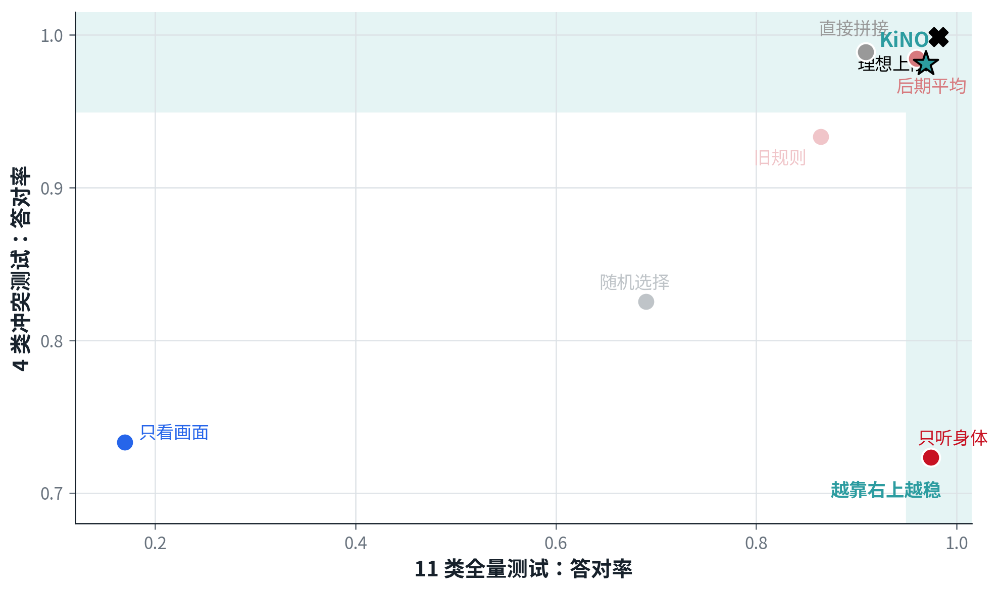 直接拼接
1.0
KiNO
理想上
后期平均
旧规则
0.9
随机选择
0.8
只看画面
只听身体
越靠右上越稳
0.7
4 类冲突测试：答对率
0.2
0.4
0.6
0.8
1.0
11 类全量测试：答对率